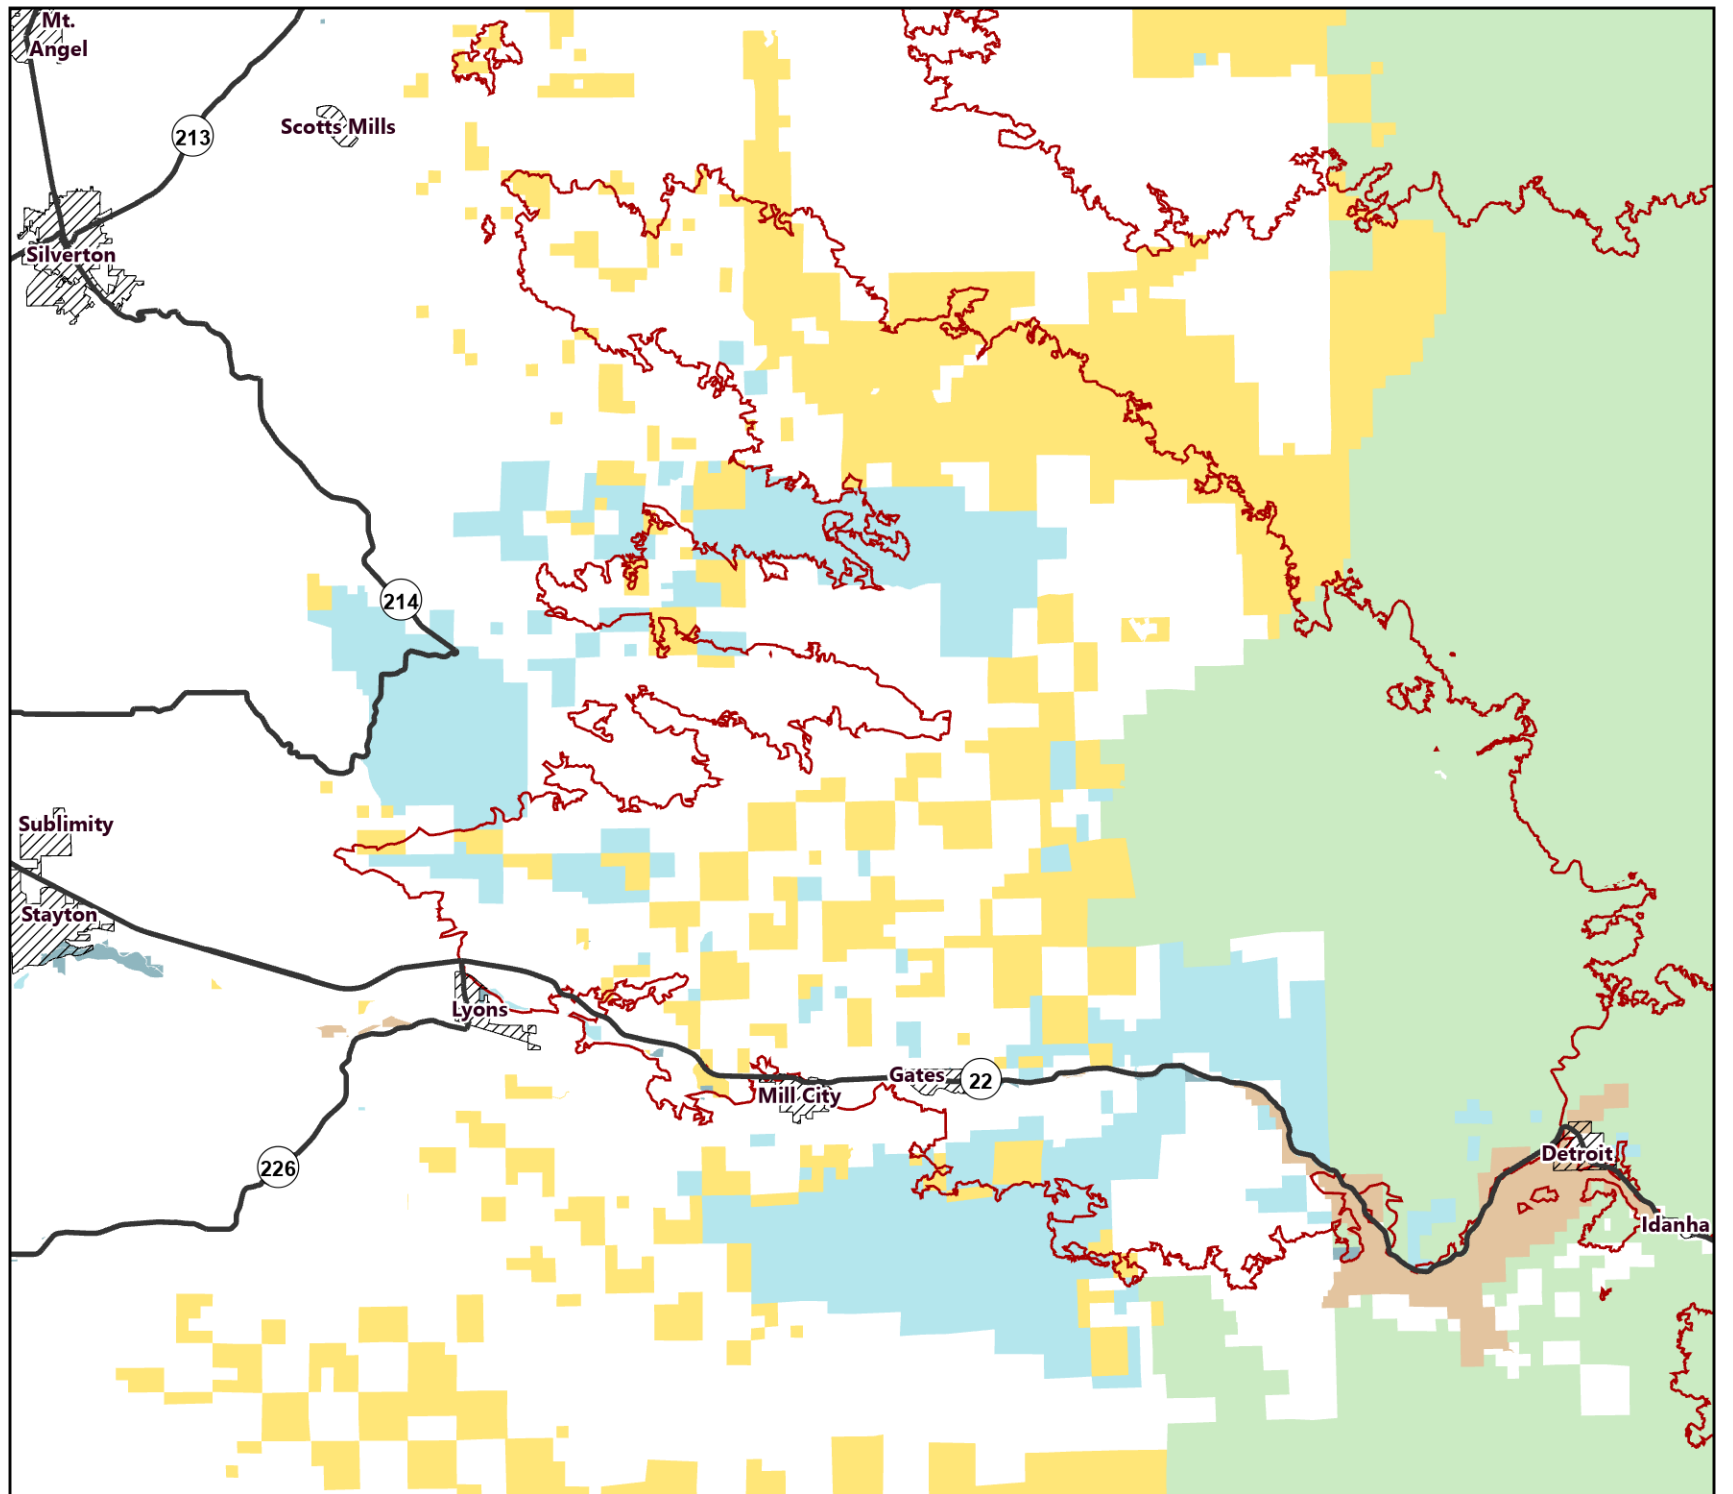 Mt.
Angel
Scotts Mills
213
Silverton
214
Sublimity
Stayton
Lyons
Gates
22
Mill City
Detroit
226
Idanha